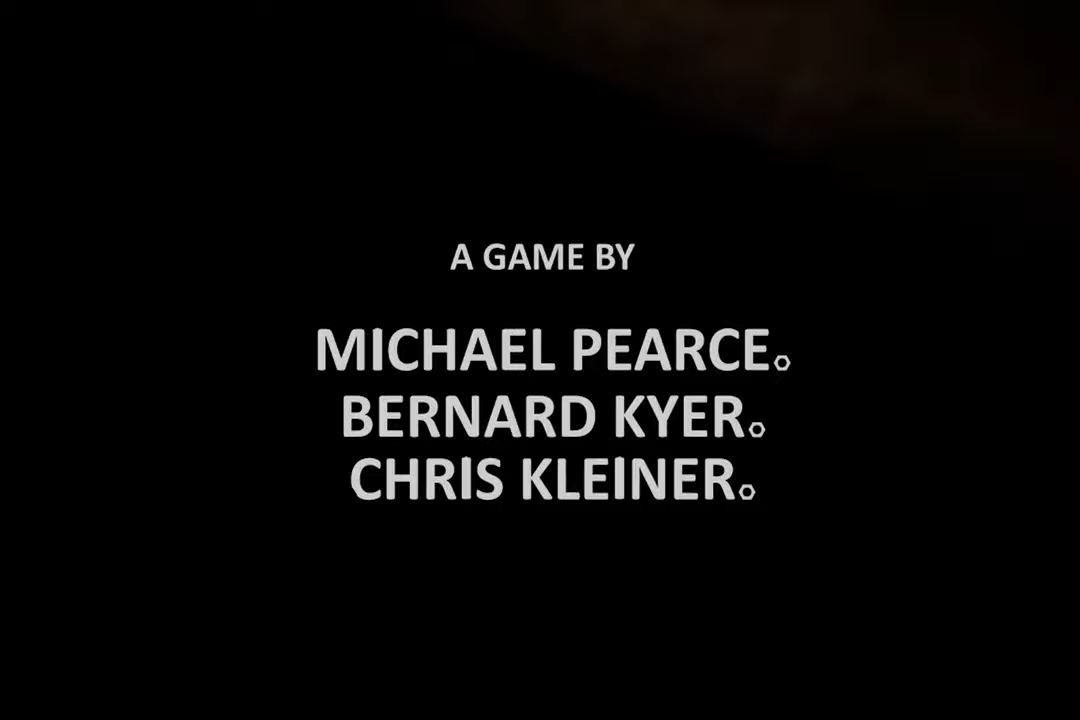 A GAME BY
MICHAEL PEARCE
BERNARD KYER
CHRIS KLEINER